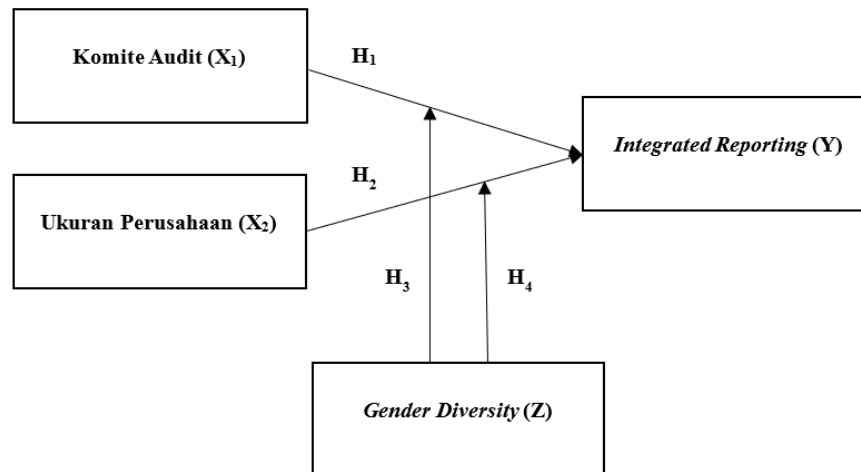 Komite Audit (X₁)
H₁
Integrated Reporting (Y)
H₂
Ukuran Perusahaan (X₂)
H₃
H₄
Gender Diversity (Z)